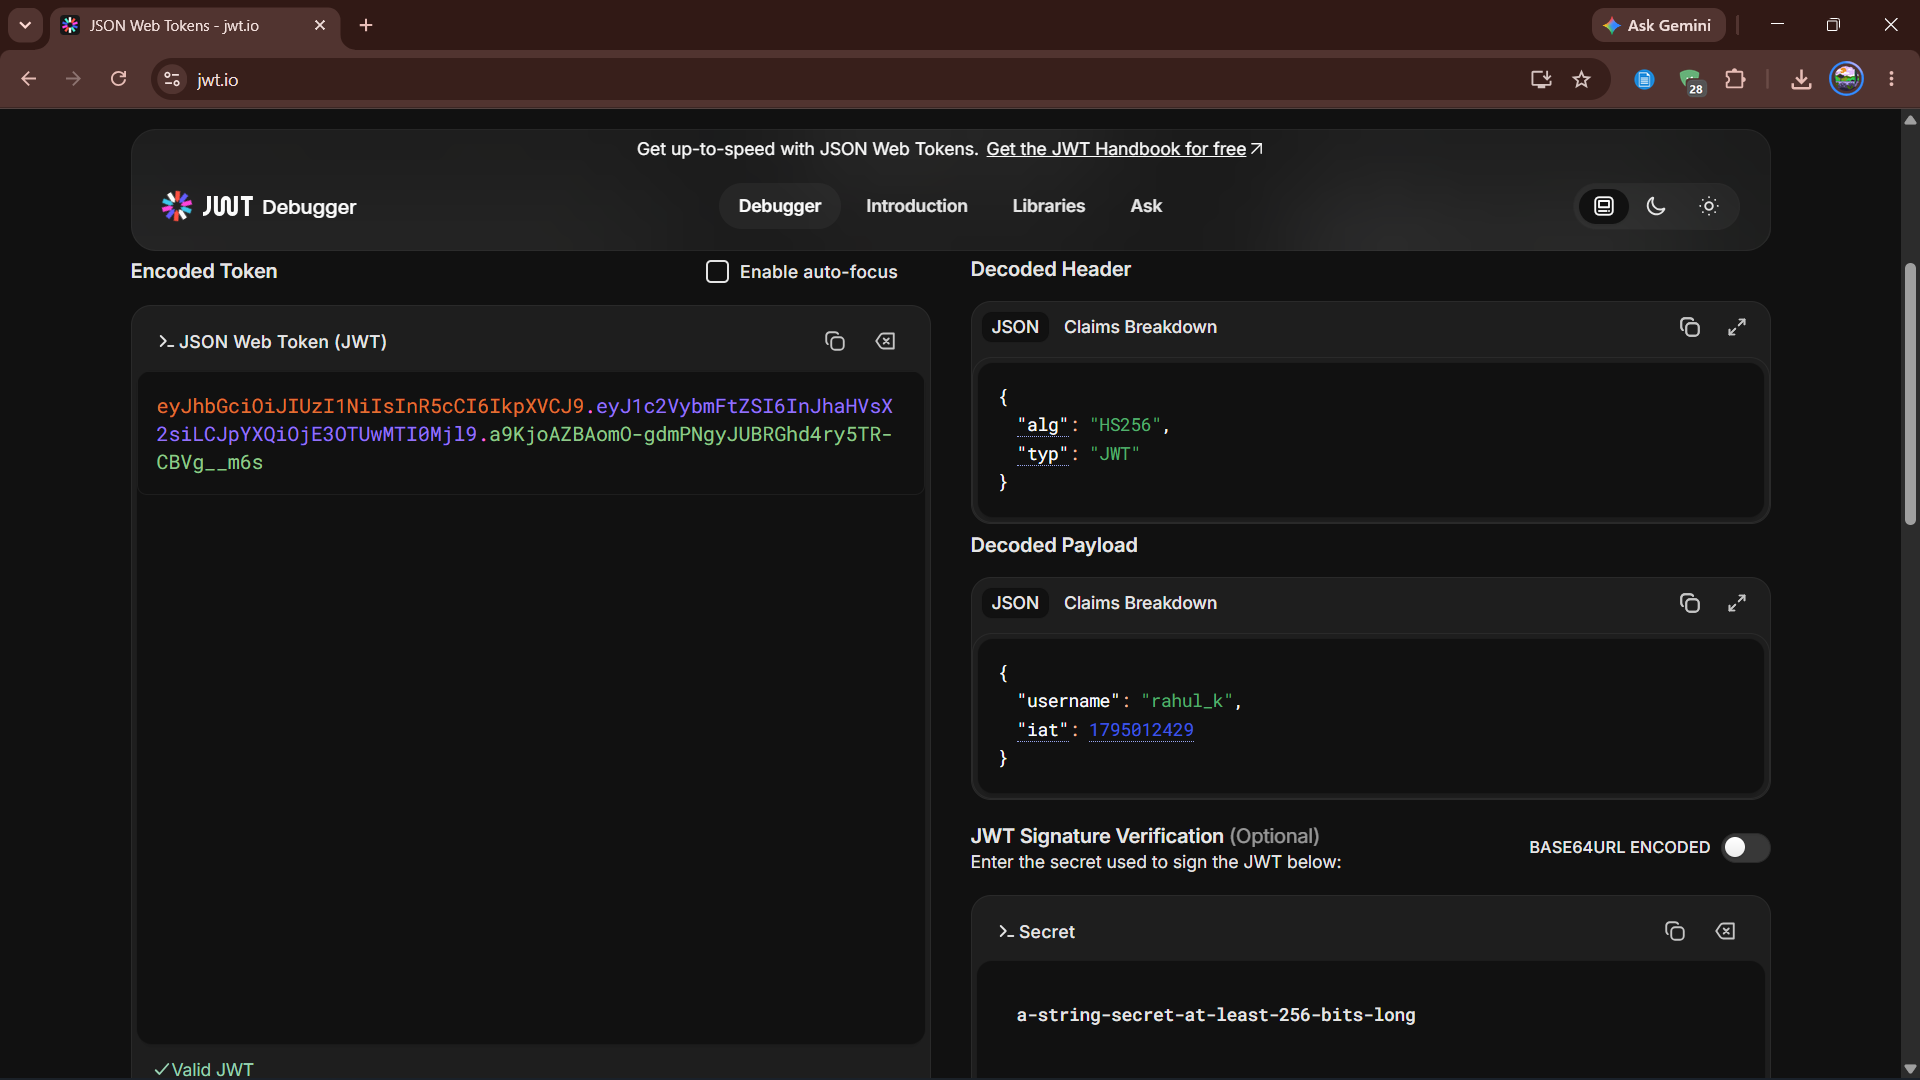 JSON Web Tokens - jwt.io
Ask Gemini
jwt.io
28
Get up-to-speed with JSON Web Tokens. Get the JWT Handbook for free
JWT Debugger
Debugger
Introduction
Libraries
Ask
Encoded Token
Enable auto-focus
>_ JSON Web Token (JWT)
eyJhbGciOiJIUzI1NiIsInR5cCI6IkpXVCJ9.eyJ1c2VybmFtZSI6InJhaHVsX
2siLCJpYXQiOjE3OTUwMTI0Mjl9.a9KjoAZBAomO-gdmPNgyJUBRGhd4ry5TR-
CBVg__m6s
✓Valid JWT
Decoded Header
JSON
Claims Breakdown
{
"alg": "HS256",
"typ": "JWT"
}
Decoded Payload
JSON
Claims Breakdown
{
"username": "rahul_k",
"iat": 1795012429
}
JWT Signature Verification (Optional)
Enter the secret used to sign the JWT below:
BASE64URL ENCODED
>_ Secret
a-string-secret-at-least-256-bits-long